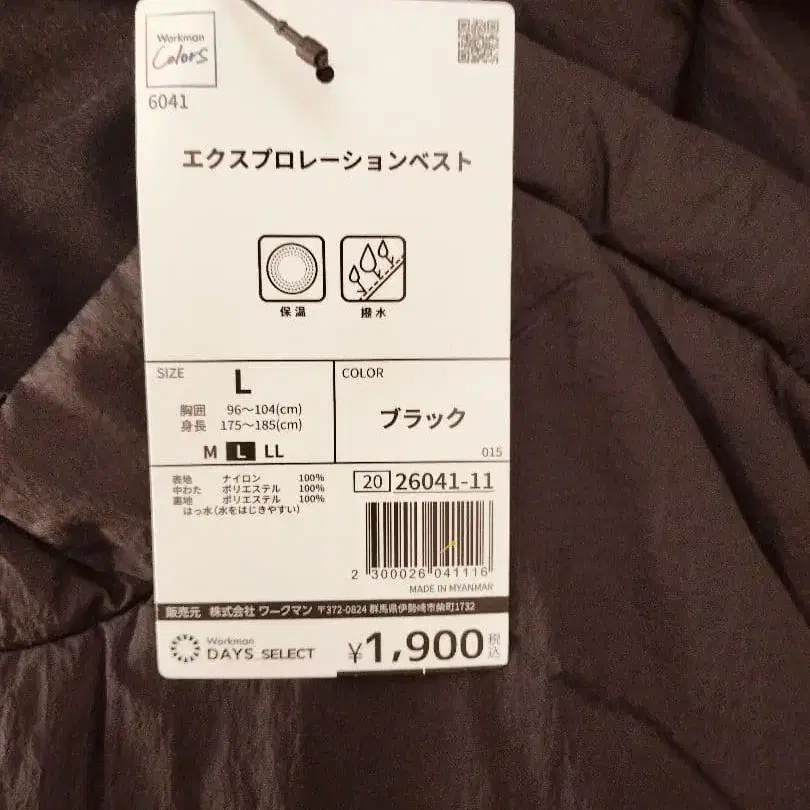 Workman
Colors
6041
エクスプロレーションベスト
保温 撥水
SIZE
L
胸囲 96〜104(cm)
身長 175〜185(cm)
M L LL
COLOR
ブラック
015
表地 ナイロン 100%
中わた ポリエステル 100%
裏地 ポリエステル 100%
はっ水(水をはじきやすい)
20 26041-11
2 300026 041116
MADE IN MYANMAR
販売元 株式会社 ワークマン 〒372-0824 群馬県伊勢崎市柴町1732
Workman
DAYS SELECT
¥1,900 税込